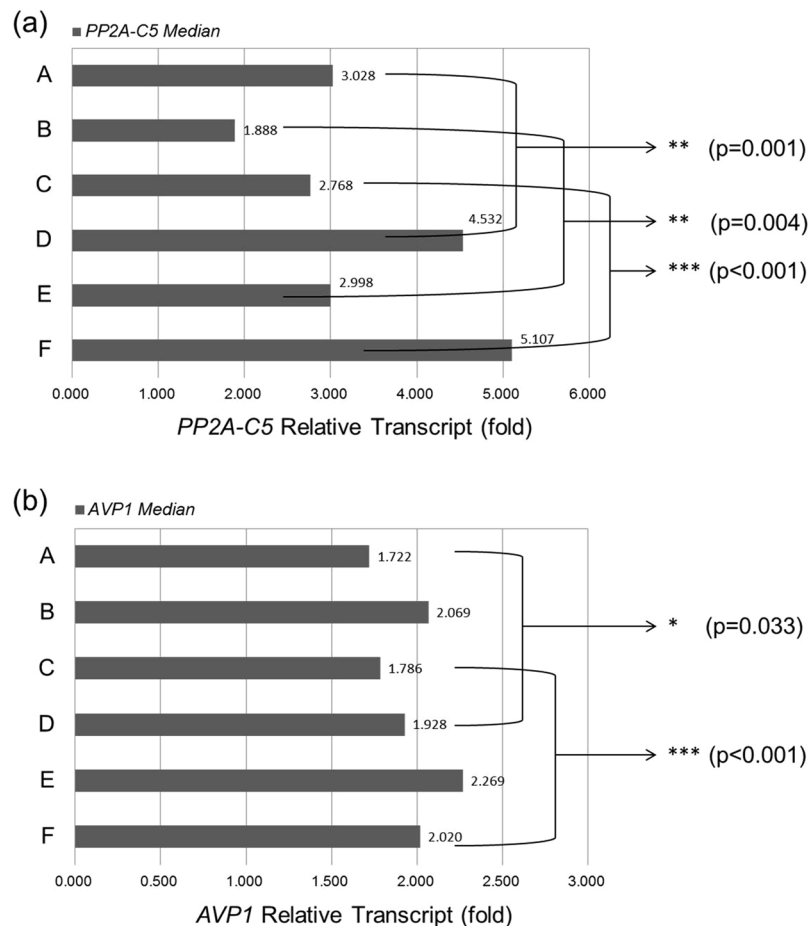 (a)
PP2A-C5 Median
A 3.028
B 1.888
** (p=0.001)
C 2.768
D 4.532
** (p=0.004)
*** (p<0.001)
E 2.998
F 5.107
0.000 1.000 2.000 3.000 4.000 5.000 6.000
PP2A-C5 Relative Transcript (fold)
(b)
AVP1 Median
A 1.722
B 2.069
* (p=0.033)
C 1.786
D 1.928
*** (p<0.001)
E 2.269
F 2.020
0.000 0.500 1.000 1.500 2.000 2.500 3.000
AVP1 Relative Transcript (fold)